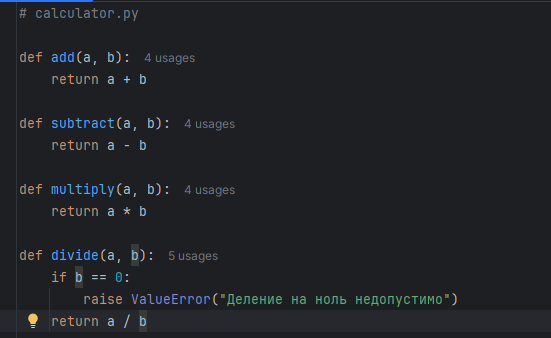 # calculator.py
def add(a, b): 4 usages
return a + b
def subtract(a, b): 4 usages
return a - b
def multiply(a, b): 4 usages
return a * b
def divide(a, b): 5 usages
if b == 0:
raise ValueError("Деление на ноль недопустимо")
return a / b